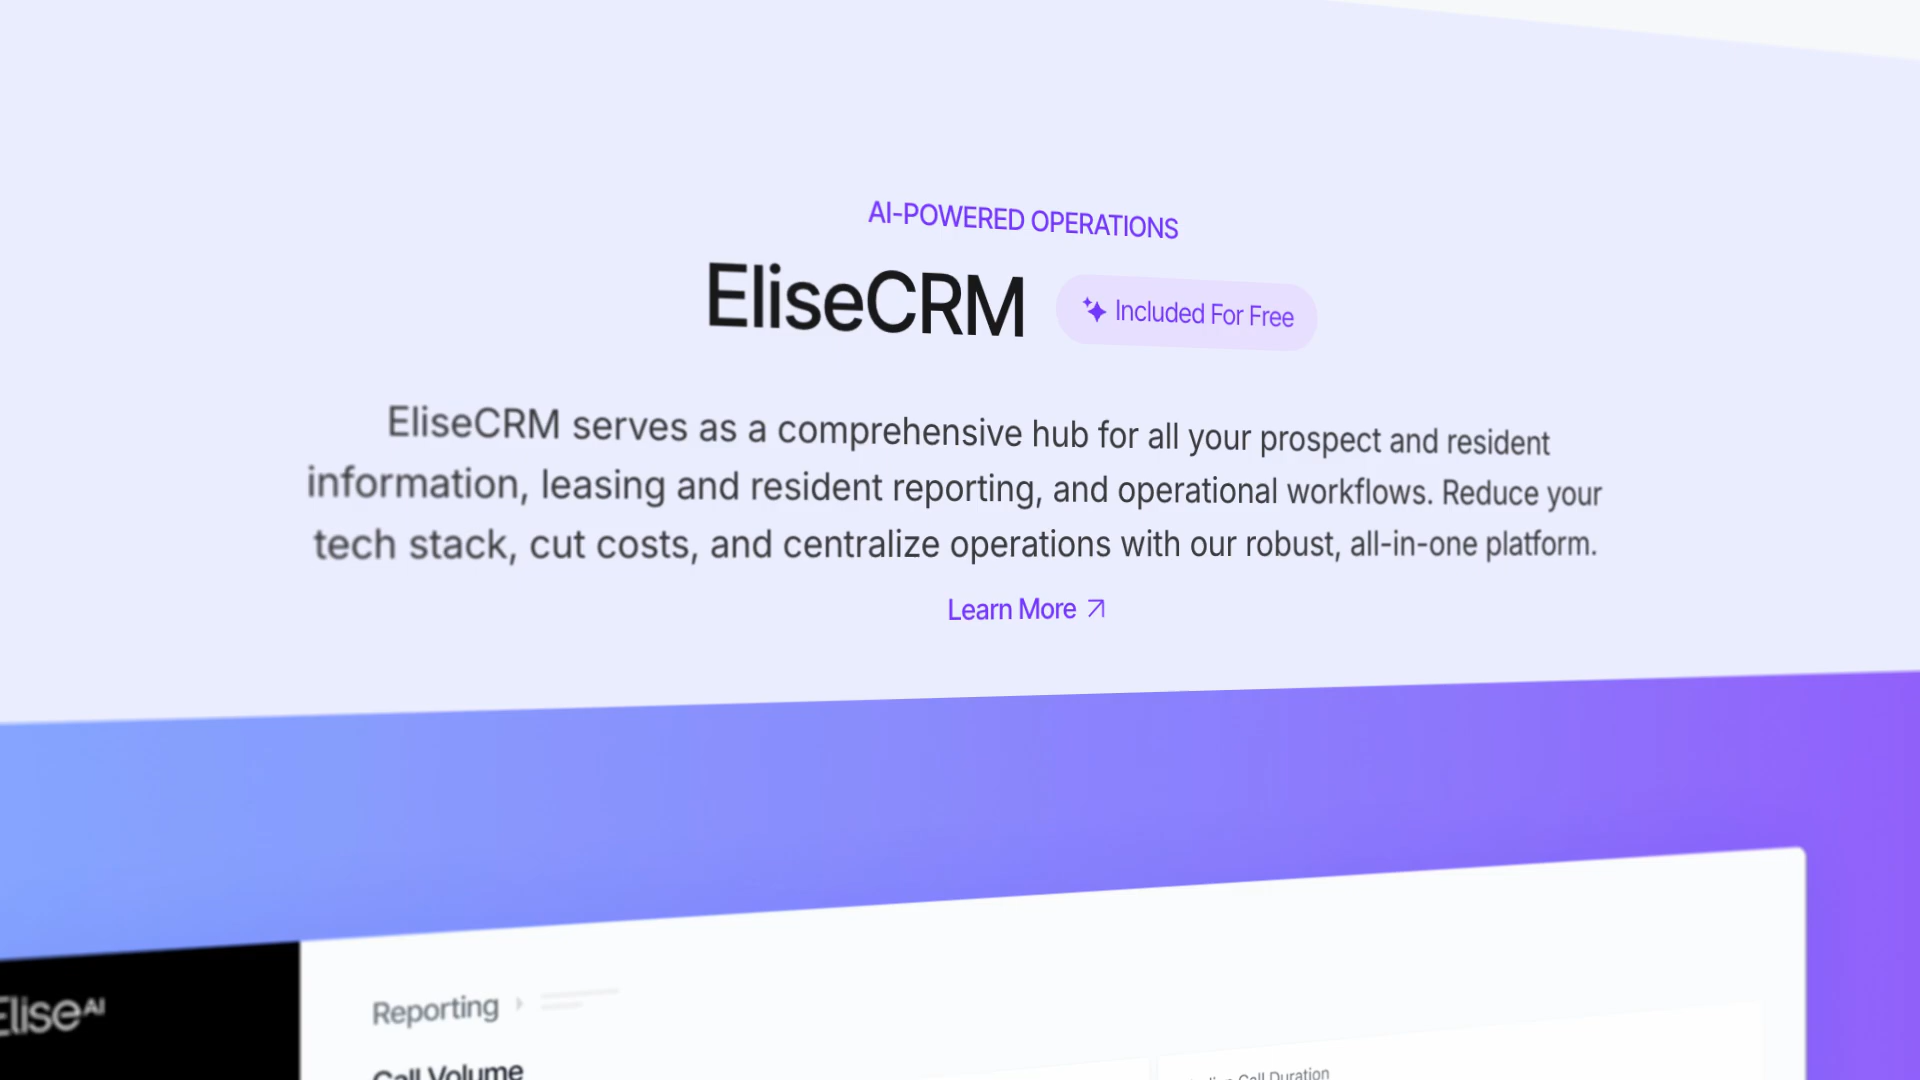 AI-POWERED OPERATIONS
EliseCRM
Included For Free
EliseCRM serves as a comprehensive hub for all your prospect and resident
information, leasing and resident reporting, and operational workflows. Reduce your
tech stack, cut costs, and centralize operations with our robust, all-in-one platform.
Learn More
EliseAI
Reporting
Call Volume
Call Duration